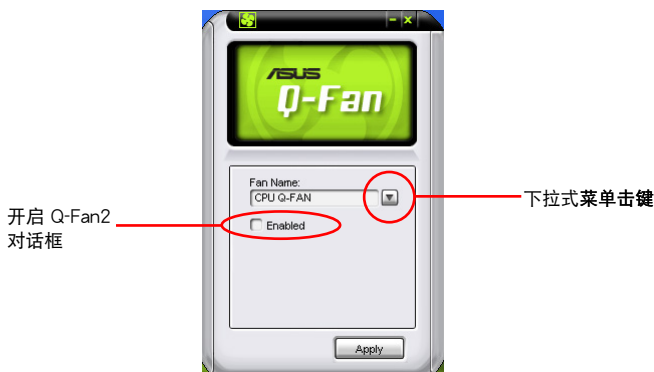 ASUS
Q-Fan
Fan Name:
CPU Q-FAN
Enabled
Apply
开启 Q-Fan2
对话框
下拉式菜单击键